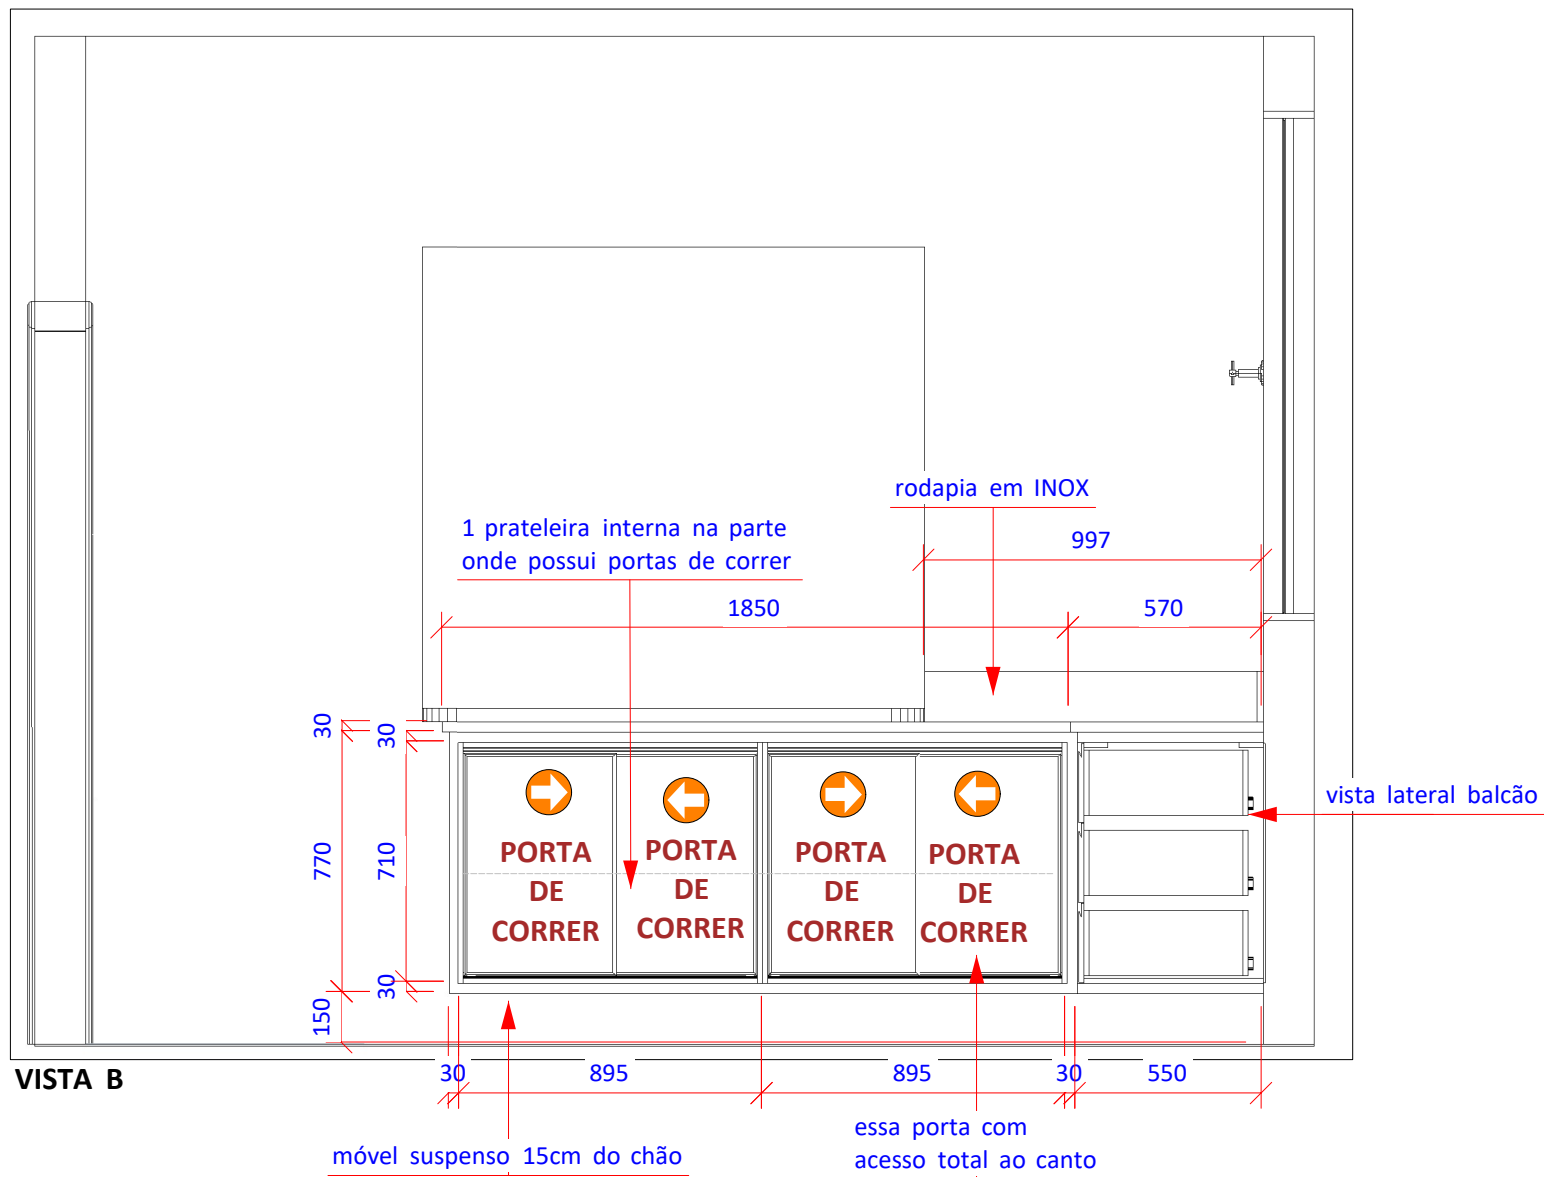 rodapia em INOX
1 prateleira interna na parte
onde possui portas de correr
997
1850
570
30
30
770
710
30
150
PORTA
DE
CORRER
PORTA
DE
CORRER
PORTA
DE
CORRER
PORTA
DE
CORRER
vista lateral balcão
30
895
895
30
550
VISTA B
móvel suspenso 15cm do chão
essa porta com
acesso total ao canto